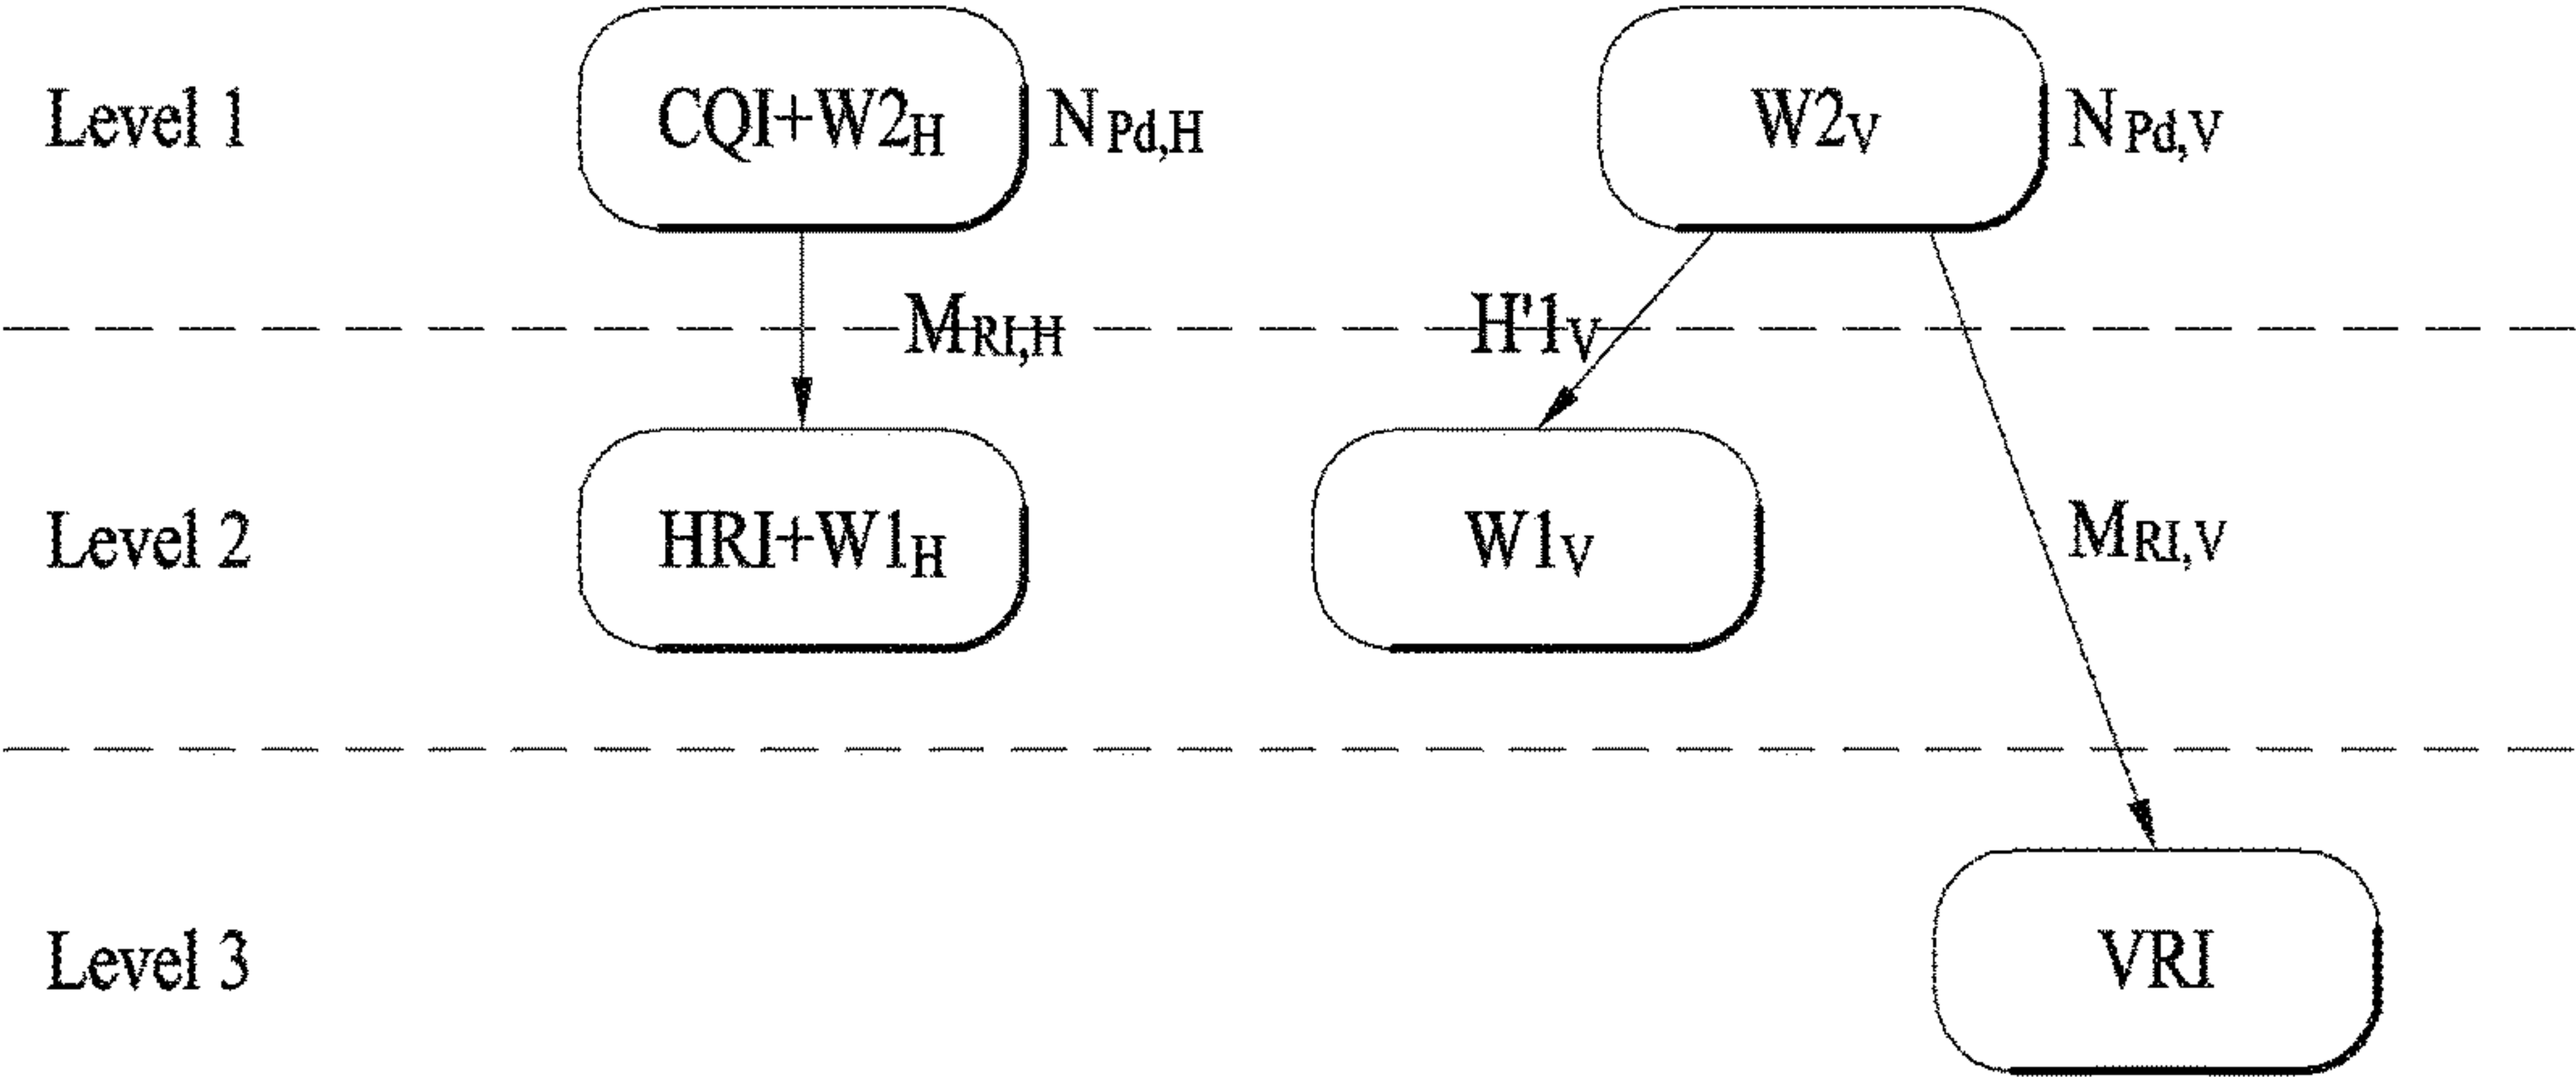 Level 1 CQI+W2H NPd,H W2V NPd,V
MRI,H H'1V
Level 2 HRI+W1H W1V MRI,V
Level 3 VRI